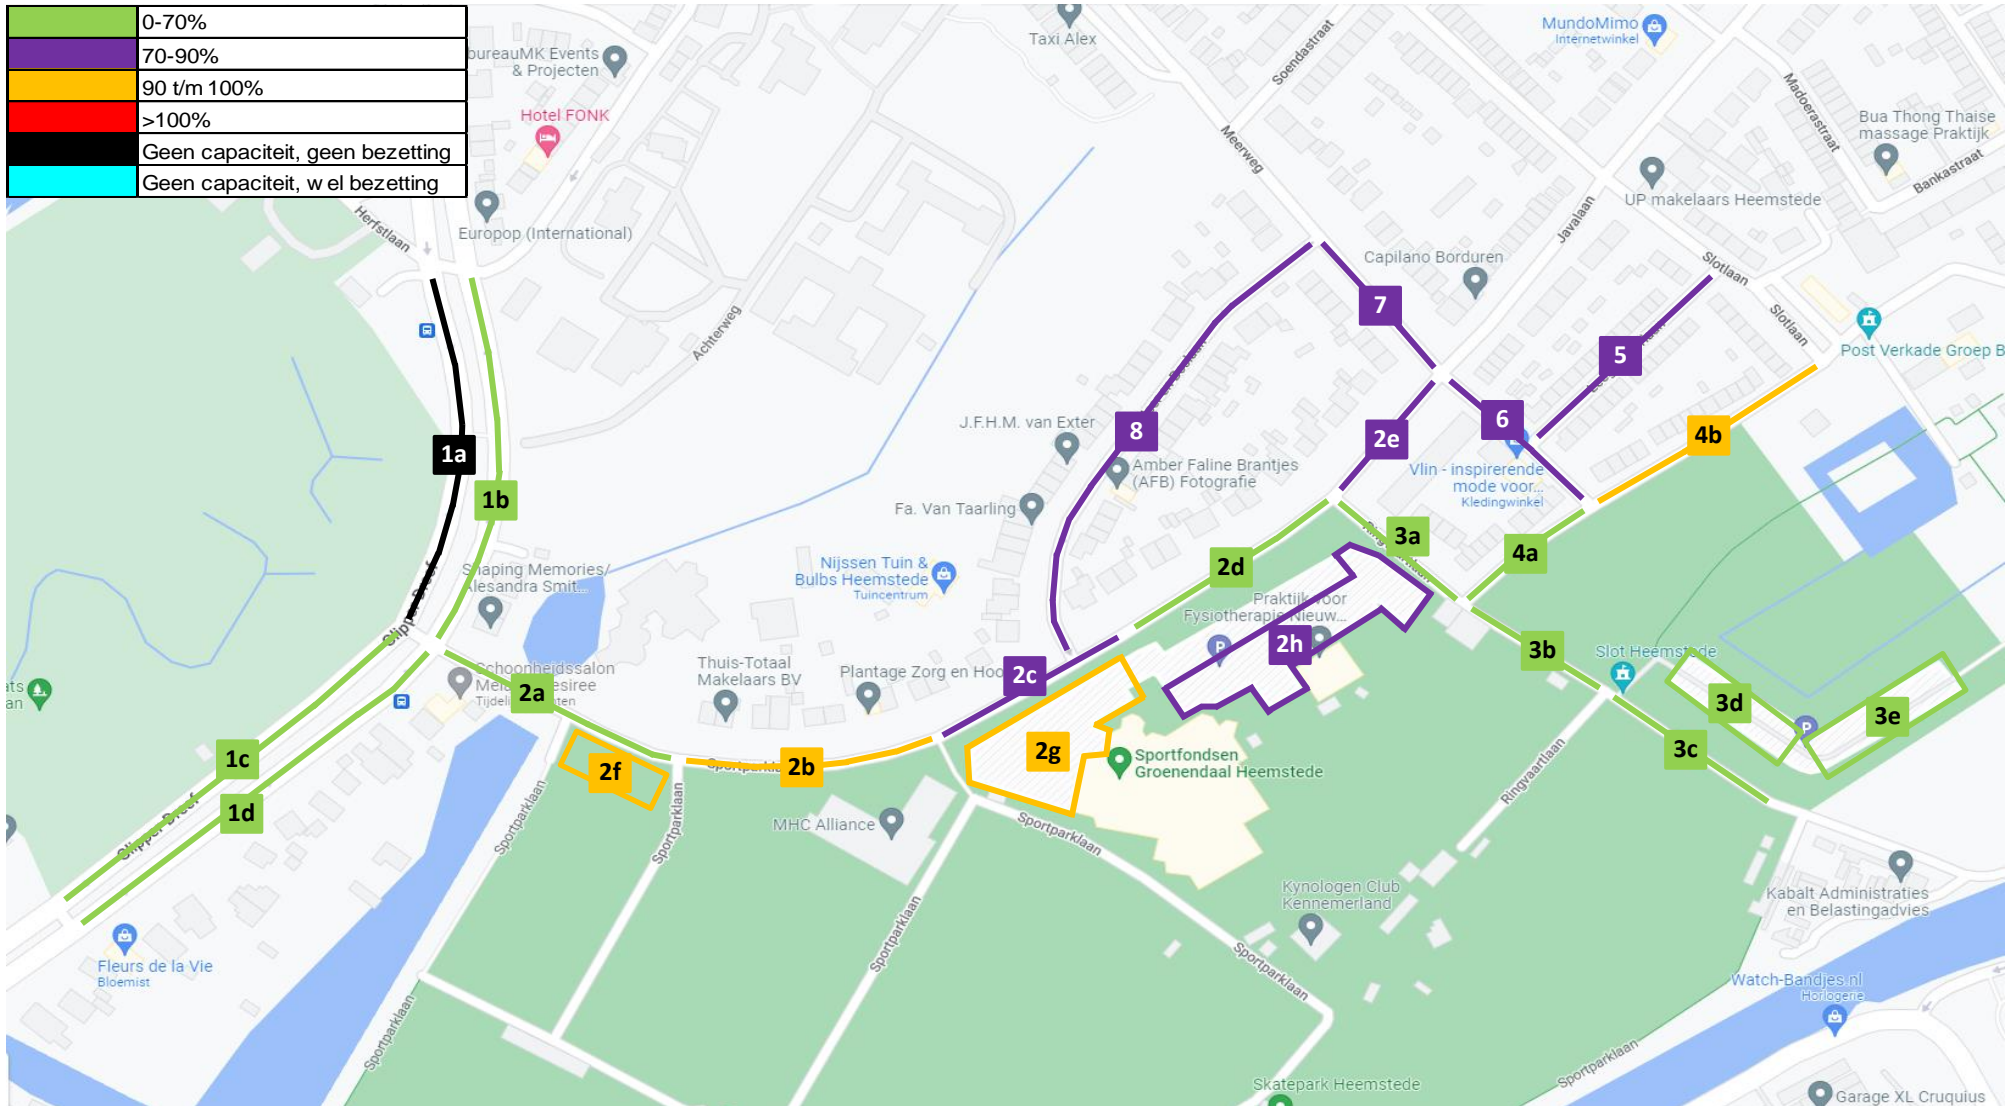 0-70%
70-90%
90 t/m 100%
>100%
Geen capaciteit, geen bezetting
Geen capaciteit, wel bezetting
bureauMK Events
& Projecten
Taxi Alex
MundoMimo
Internetwinkel
Soendastraat
Madoerastraat
Bua Thong Thaise
massage Praktijk
Bankastraat
Hotel FONK
Meerweg
UP makelaars Heemstede
Javalaan
Herfstlaan
Europop (International)
Capilano Borduren
Slotlaan
Slotlaan
Achterweg
Post Verkade Groep B
7
5
6
8
2e
4b
1a
1b
J.F.H.M. van Exter
Amber Faline Brantjes
(AFB) Fotografie
Vlin - inspirerende
mode voor...
Kledingwinkel
Fa. Van Taarling
3a
4a
2d
Nijssen Tuin &
Bulbs Heemstede
Tuincentrum
Shaping Memories/
Alesandra Smit...
Praktijk voor
Fysiotherapie Nieuw...
P
2h
3b
Slot Heemstede
Slipper Dreef
Schoonheidssalon
2a
Thuis-Totaal
Makelaars BV
Plantage Zorg en Hoo
2c
3d
3e
P
3c
1c
1d
2f
2b
2g
Sportfondsen
Groenendaal Heemstede
Slipper Dreef
Sportparklaan
Sportparklaan
MHC Alliance
Sportparklaan
Ringvaartlaan
Kynologen Club
Kennemerland
Kabalt Administraties
en Belastingadvies
Sportparklaan
Sportparklaan
Fleurs de la Vie
Bloemist
Watch-Bandjes.nl
Horlogerie
Sportparklaan
Sportparklaan
Skatepark Heemstede
Garage XL Cruquius